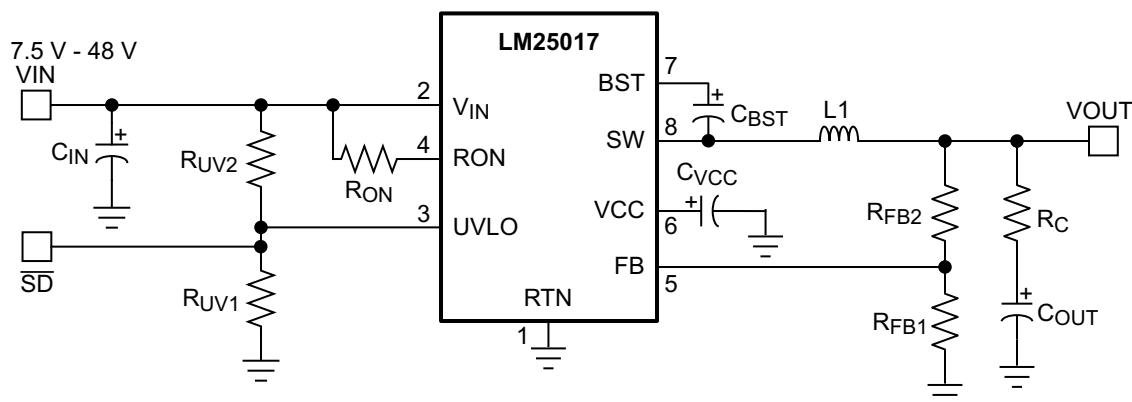 7.5 V - 48 V
VIN
LM25017
7
BST
VOUT
2
VIN
+
CBST
L1
8
SW
+
CIN
RUV2
4
RON
RON
CVCC
+
VCC
6
RFB2
RC
3
UVLO
SD
FB
5
RUV1
RTN
1
RFB1
+
COUT